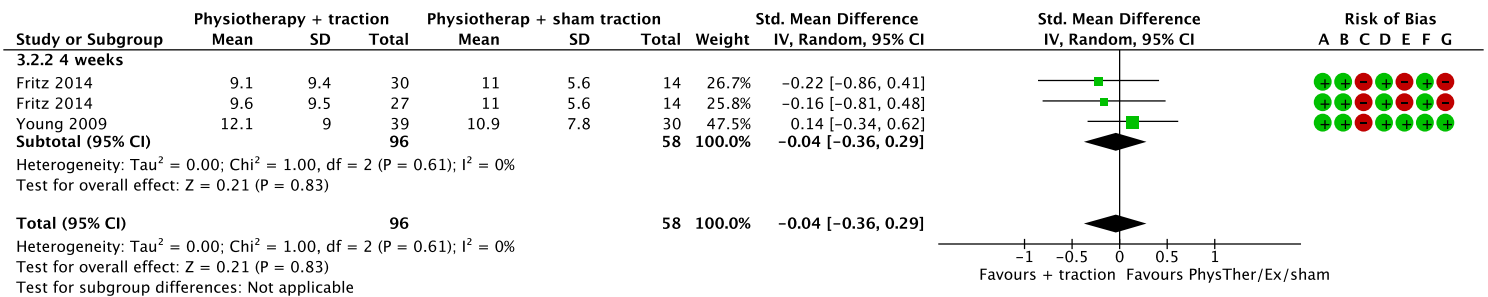 Physiotherapy + traction Physiotherap + sham traction Std. Mean Difference Std. Mean Difference Risk of Bias
Study or Subgroup Mean SD Total Mean SD Total Weight IV, Random, 95% CI IV, Random, 95% CI A B C D E F G
3.2.2 4 weeks
Fritz 2014 9.1 9.4 30 11 5.6 14 26.7% −0.22 [−0.86, 0.41] + + − + − + −
Fritz 2014 9.6 9.5 27 11 5.6 14 25.8% −0.16 [−0.81, 0.48] + + − + − + −
Young 2009 12.1 9 39 10.9 7.8 30 47.5% 0.14 [−0.34, 0.62] + + − + + + +
Subtotal (95% CI) 96 58 100.0% −0.04 [−0.36, 0.29]
Heterogeneity: Tau² = 0.00; Chi² = 1.00, df = 2 (P = 0.61); I² = 0%
Test for overall effect: Z = 0.21 (P = 0.83)
Total (95% CI) 96 58 100.0% −0.04 [−0.36, 0.29]
Heterogeneity: Tau² = 0.00; Chi² = 1.00, df = 2 (P = 0.61); I² = 0%
Test for overall effect: Z = 0.21 (P = 0.83)
Test for subgroup differences: Not applicable
−1 −0.5 0 0.5 1
Favours + traction Favours PhysTher/Ex/sham